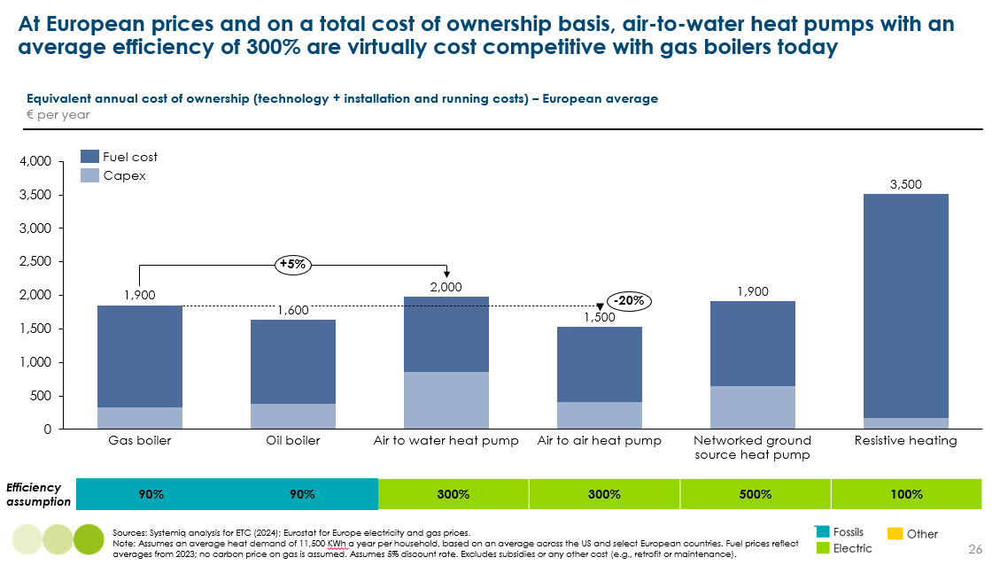 At European prices and on a total cost of ownership basis, air-to-water heat pumps with an
average efficiency of 300% are virtually cost competitive with gas boilers today
Equivalent annual cost of ownership (technology + installation and running costs) – European average
€ per year
Fuel cost
Capex
4,000
3,500
3,000
2,500
2,000
1,500
1,000
500
0
+5%
-20%
1,900
1,600
2,000
1,500
1,900
3,500
Gas boiler
Oil boiler
Air to water heat pump
Air to air heat pump
Networked ground
source heat pump
Resistive heating
Efficiency
assumption
90%
90%
300%
300%
500%
100%
Sources: Systemiq analysis for ETC (2024); Eurostat for Europe electricity and gas prices.
Note: Assumes an average heat demand of 11,500 KWh a year per household, based on an average across the US and select European countries. Fuel prices reflect
averages from 2023; no carbon price on gas is assumed. Assumes 5% discount rate. Excludes subsidies or any other cost (e.g., retrofit or maintenance).
Fossils
Other
Electric
26